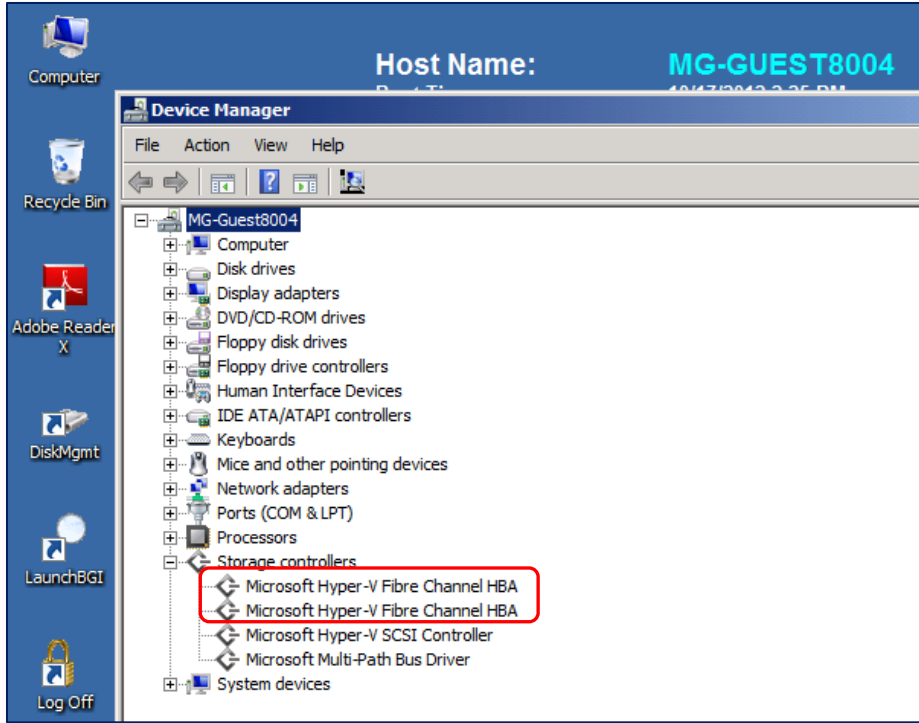 Computer
Recycle Bin
Adobe Reader
X
DiskMgmt
LaunchBGI
Log Off
Host Name: MG-GUEST8004
Device Manager
File Action View Help
MG-Guest8004
Computer
Disk drives
Display adapters
DVD/CD-ROM drives
Floppy disk drives
Floppy drive controllers
Human Interface Devices
IDE ATA/ATAPI controllers
Keyboards
Mice and other pointing devices
Network adapters
Ports (COM & LPT)
Processors
Storage controllers
Microsoft Hyper-V Fibre Channel HBA
Microsoft Hyper-V Fibre Channel HBA
Microsoft Hyper-V SCSI Controller
Microsoft Multi-Path Bus Driver
System devices